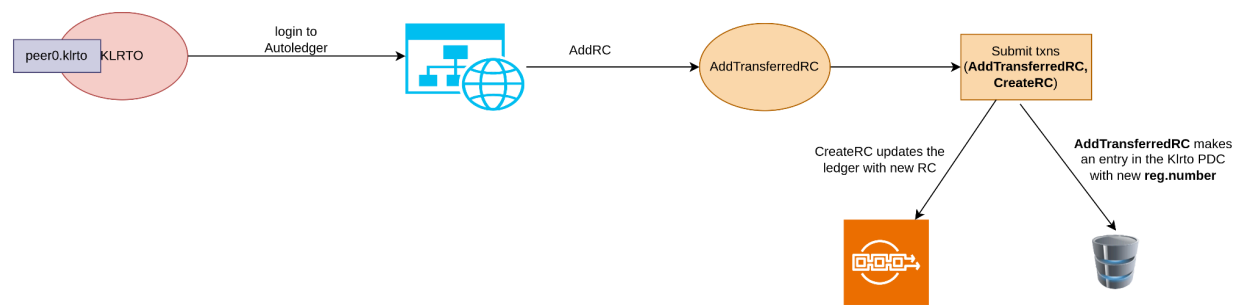 peer0.klrto
KLRTO
login to
Autoledger
AddRC
AddTransferredRC
Submit txns
(AddTransferredRC,
CreateRC)
CreateRC updates the
ledger with new RC
AddTransferredRC makes
an entry in the Klrto PDC
with new reg.number